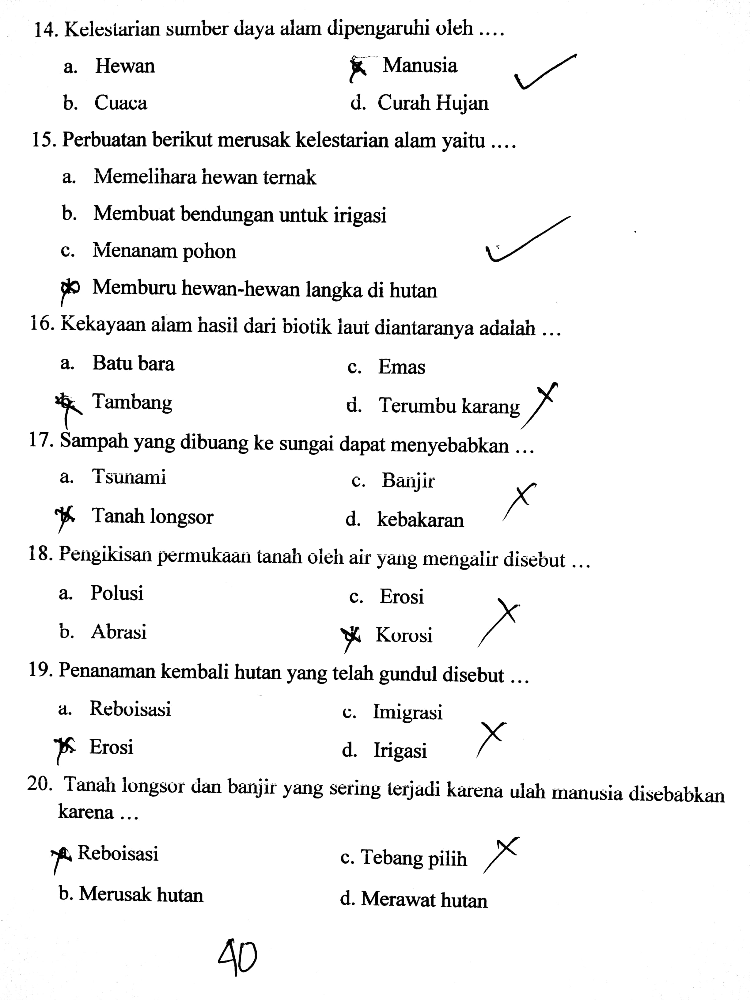 14. Kelestarian sumber daya alam dipengaruhi oleh ....
a. Hewan
Manusia
b. Cuaca
d. Curah Hujan
15. Perbuatan berikut merusak kelestarian alam yaitu ....
a. Memelihara hewan ternak
b. Membuat bendungan untuk irigasi
c. Menanam pohon
Memburu hewan-hewan langka di hutan
16. Kekayaan alam hasil dari biotik laut diantaranya adalah ...
a. Batu bara
c. Emas
b. Tambang
d. Terumbu karang
17. Sampah yang dibuang ke sungai dapat menyebabkan ...
a. Tsunami
c. Banjir
b. Tanah longsor
d. kebakaran
18. Pengikisan permukaan tanah oleh air yang mengalir disebut ...
a. Polusi
c. Erosi
b. Abrasi
d. Korosi
19. Penanaman kembali hutan yang telah gundul disebut ...
a. Reboisasi
c. Imigrasi
b. Erosi
d. Irigasi
20. Tanah longsor dan banjir yang sering terjadi karena ulah manusia disebabkan
karena ...
a. Reboisasi
c. Tebang pilih
b. Merusak hutan
d. Merawat hutan
40